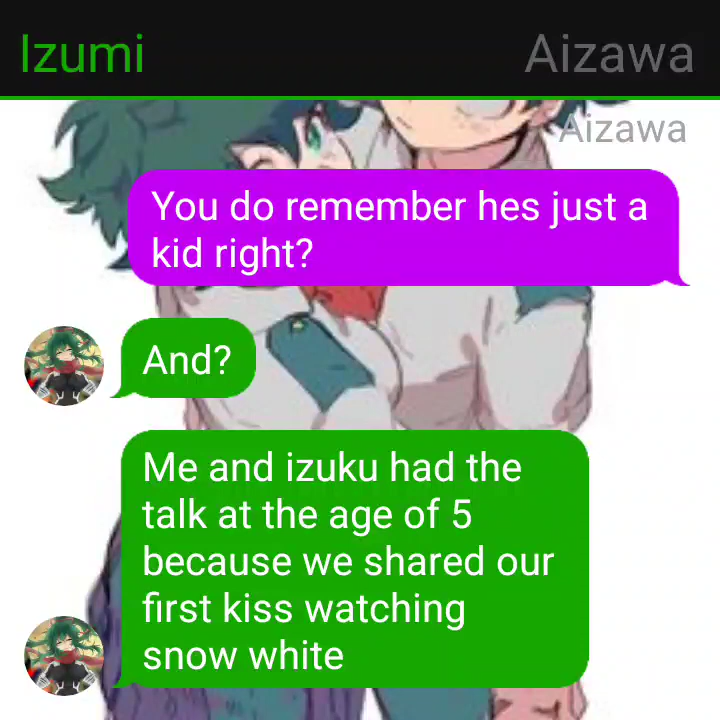 Izumi
Aizawa
Aizawa
You do remember hes just a
kid right?
And?
Me and izuku had the
talk at the age of 5
because we shared our
first kiss watching
snow white